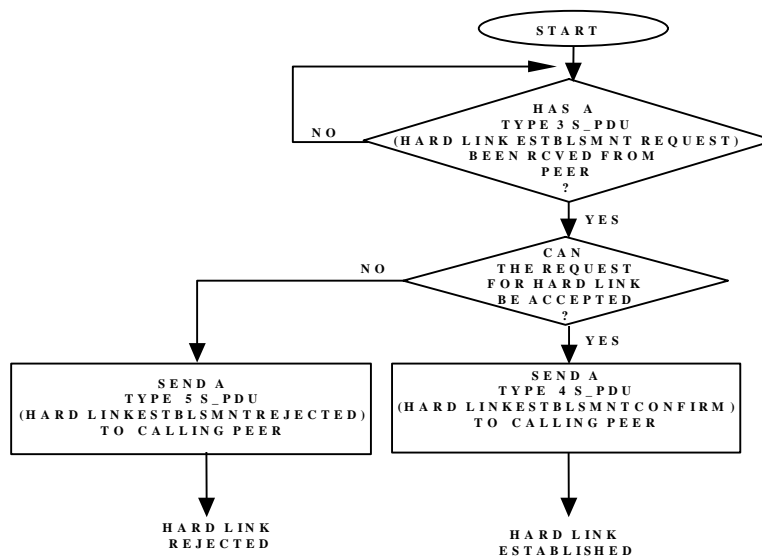 START
HAS A
TYPE 3 S_PDU
(HARD LINK ESTBLSMNT REQUEST)
BEEN RCVED FROM
PEER
?
NO
YES
CAN
THE REQUEST
FOR HARD LINK
BE ACCEPTED
?
NO
YES
SEND A
TYPE 5 S_PDU
(HARD LINKESTBLSMNTREJECTED)
TO CALLING PEER
SEND A
TYPE 4 S_PDU
(HARD LINKESTBLSMNTCONFIRM)
TO CALLING PEER
HARD LINK
REJECTED
HARD LINK
ESTABLISHED